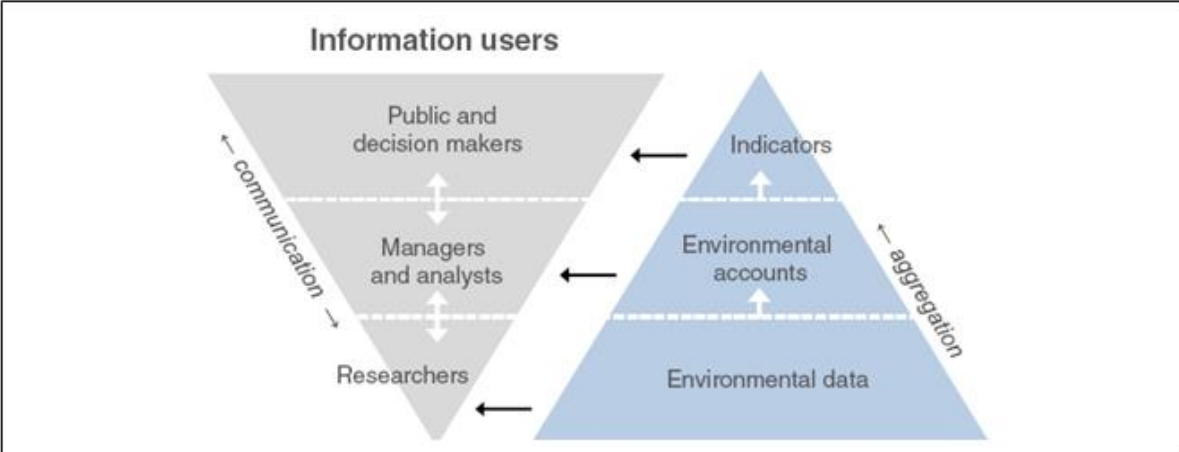 Information users
Public and
decision makers
Indicators
← communication →
Managers
and analysts
Environmental
accounts
← aggregation
Researchers
Environmental data